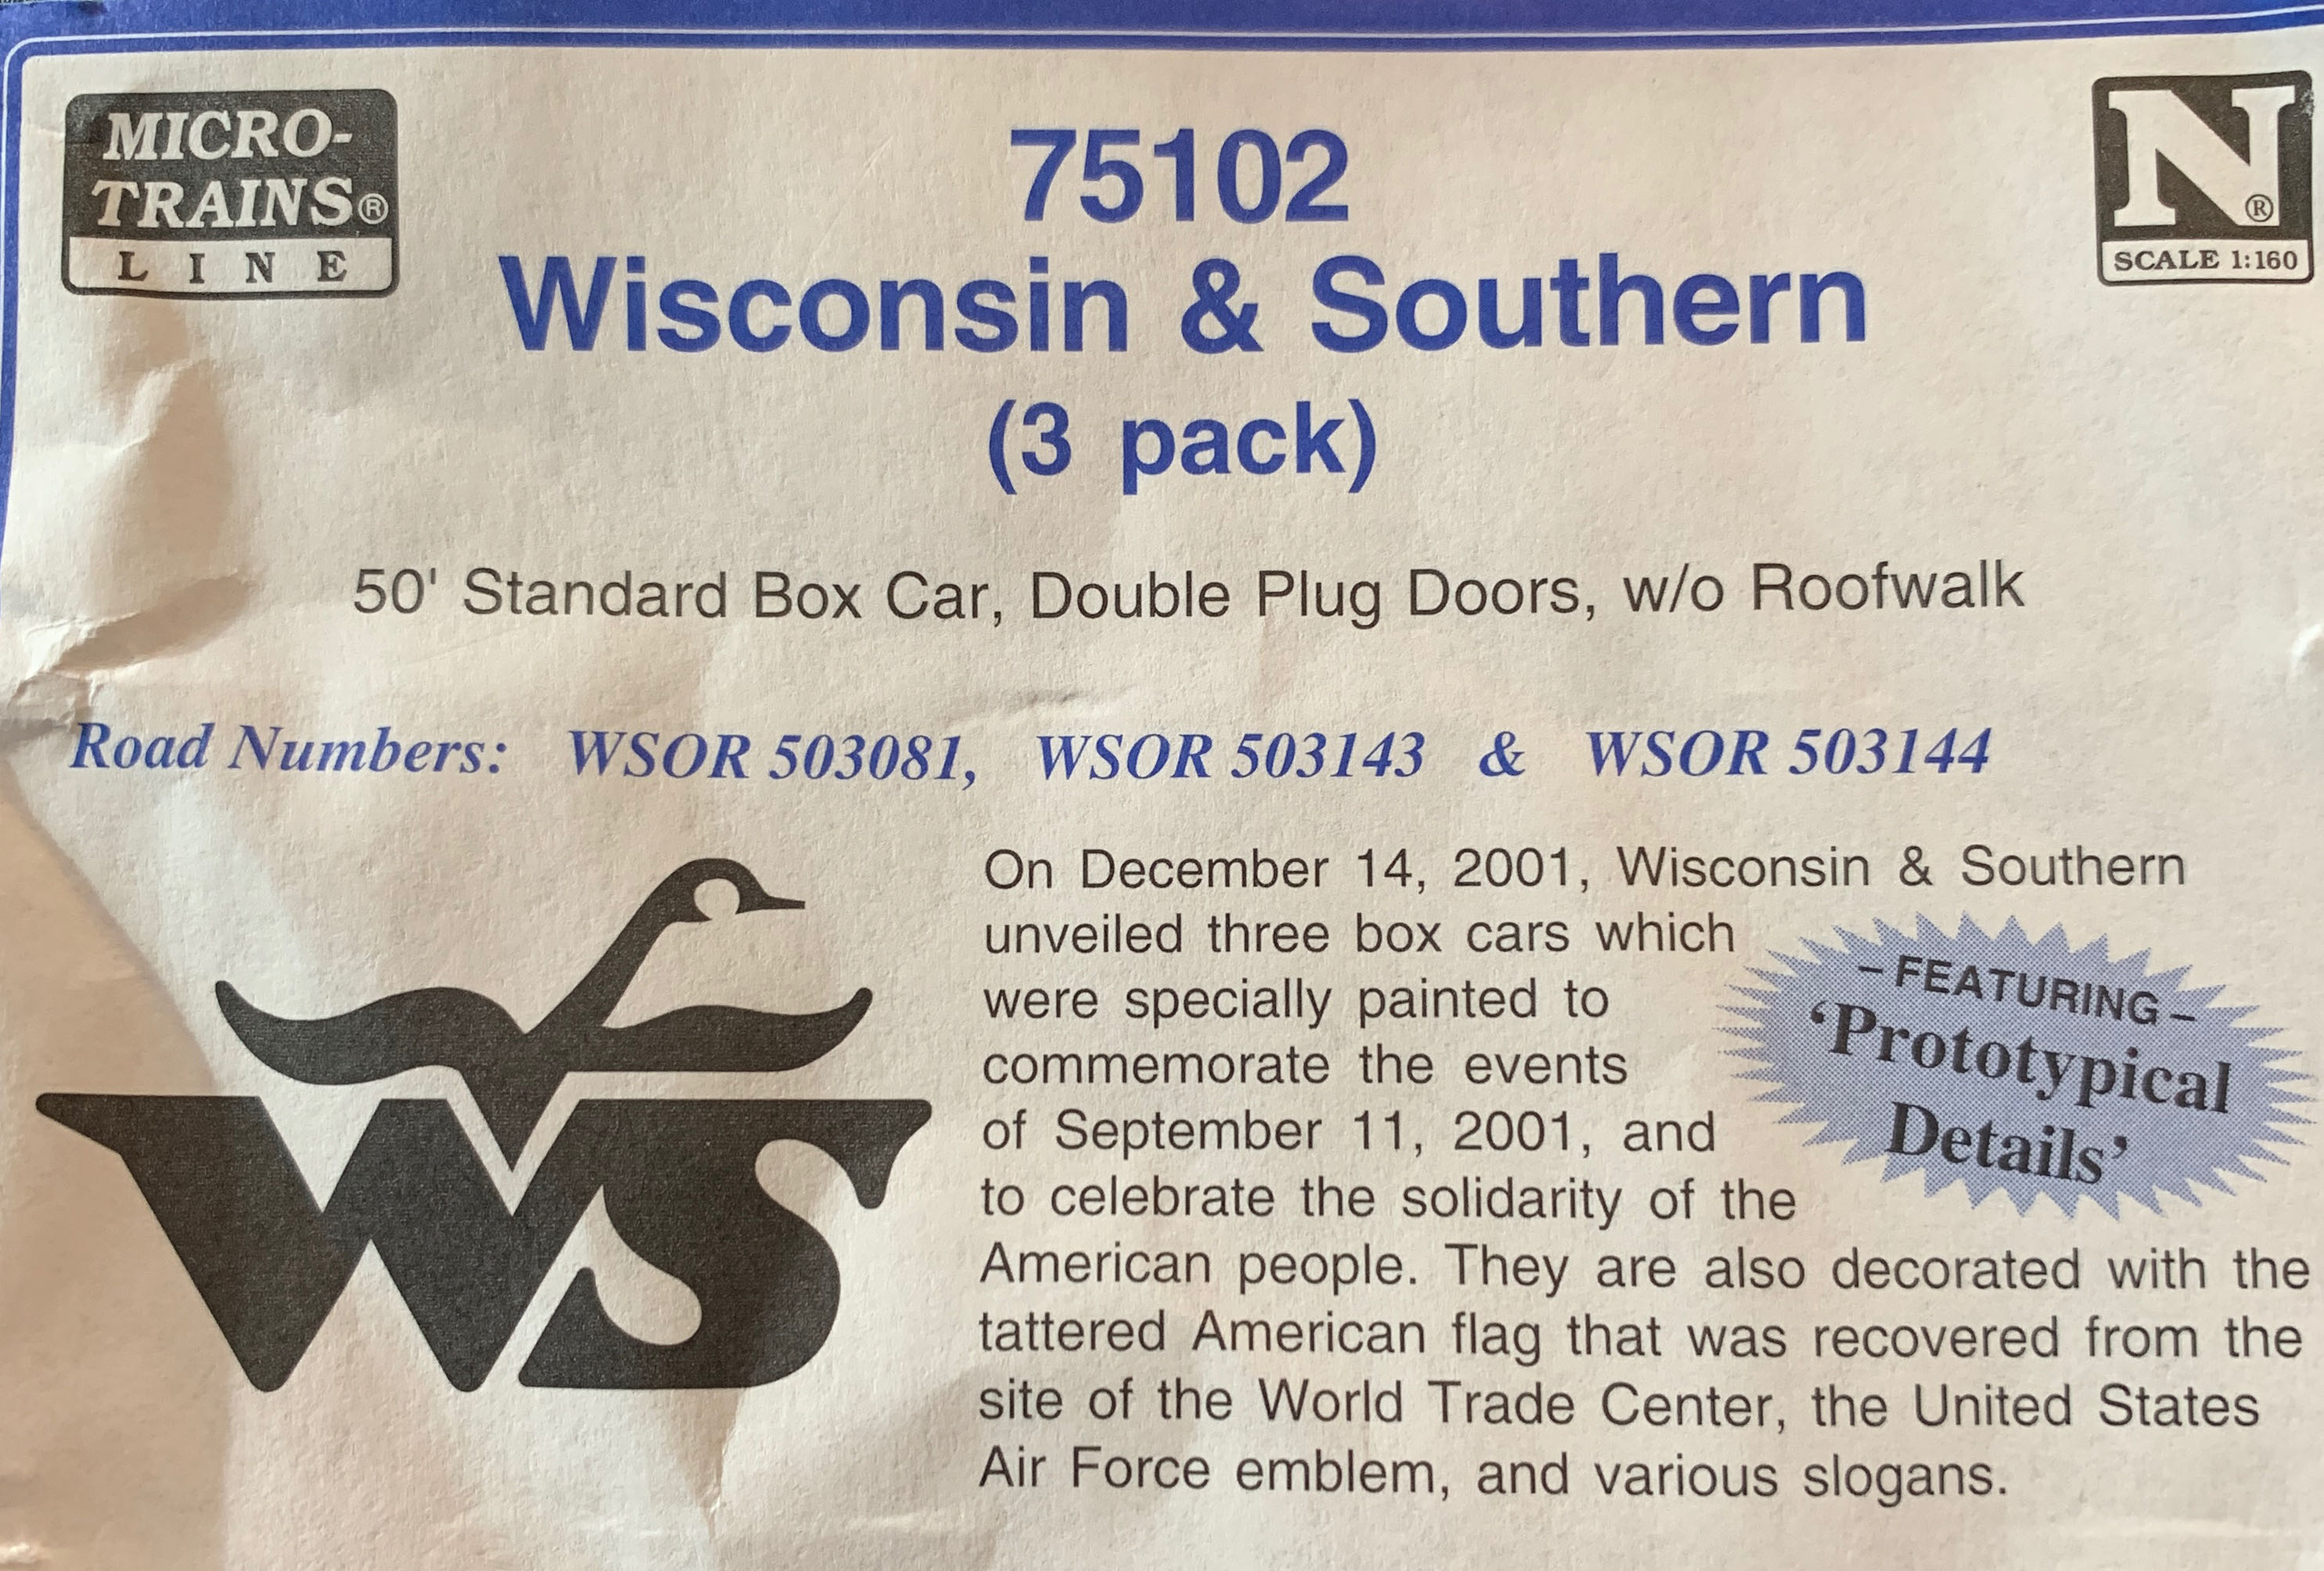 MICRO-
TRAINS®
LINE
N®
SCALE 1:160
75102
Wisconsin & Southern
(3 pack)
50' Standard Box Car, Double Plug Doors, w/o Roofwalk
Road Numbers: WSOR 503081, WSOR 503143 & WSOR 503144
WS
On December 14, 2001, Wisconsin & Southern
unveiled three box cars which
were specially painted to
commemorate the events
of September 11, 2001, and
to celebrate the solidarity of the
American people. They are also decorated with the
tattered American flag that was recovered from the
site of the World Trade Center, the United States
Air Force emblem, and various slogans.
– FEATURING –
‘Prototypical
Details’